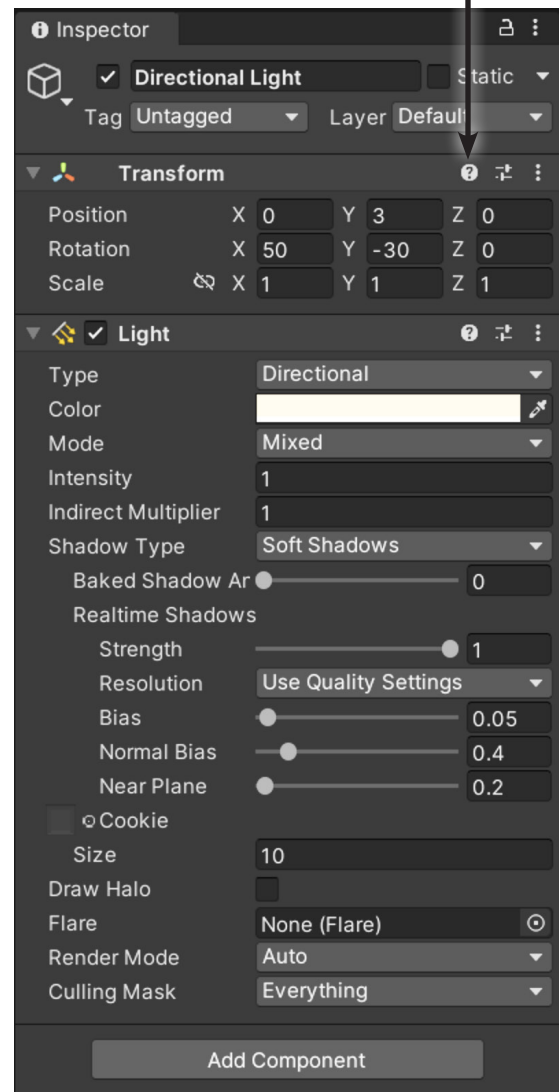 Inspector
Directional Light Static
Tag Untagged Layer Default
Transform
Position X 0 Y 3 Z 0
Rotation X 50 Y -30 Z 0
Scale X 1 Y 1 Z 1
Light
Type Directional
Color
Mode Mixed
Intensity 1
Indirect Multiplier 1
Shadow Type Soft Shadows
Baked Shadow Ar 0
Realtime Shadows
Strength 1
Resolution Use Quality Settings
Bias 0.05
Normal Bias 0.4
Near Plane 0.2
Cookie
Size 10
Draw Halo
Flare None (Flare)
Render Mode Auto
Culling Mask Everything
Add Component